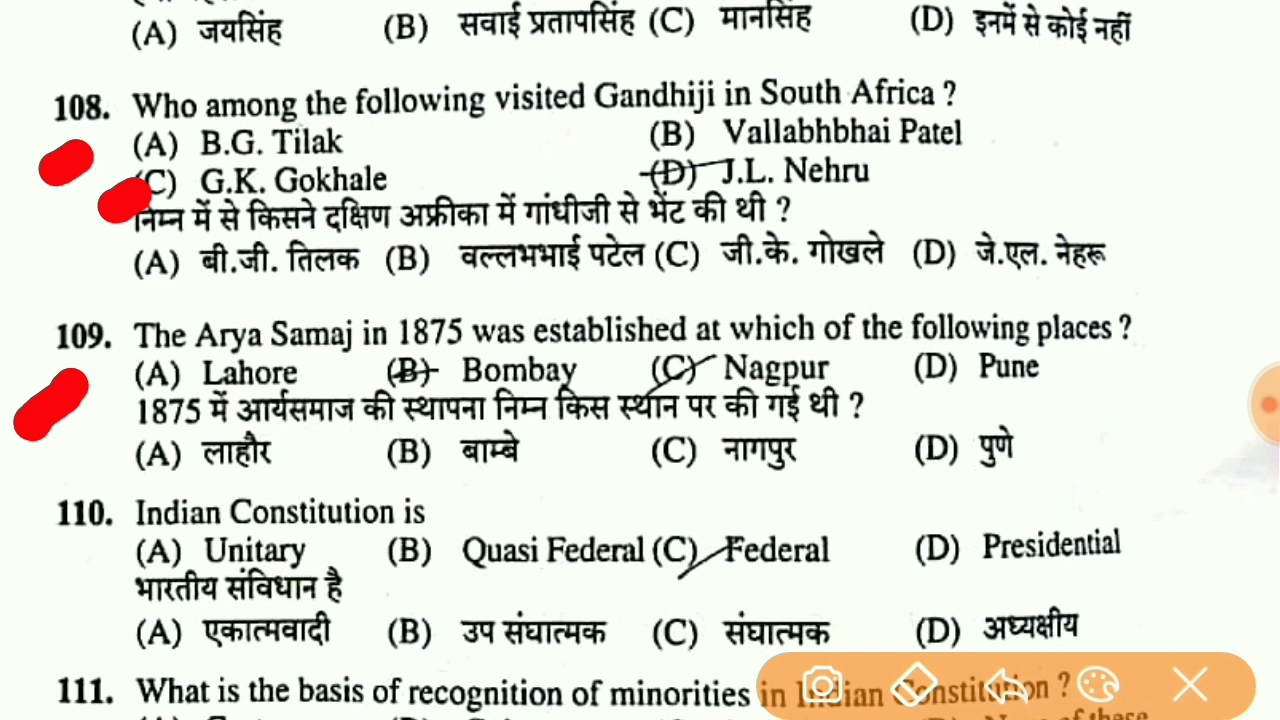 (A) जयसिंह (B) सवाई प्रतापसिंह (C) मानसिंह (D) इनमें से कोई नहीं
108. Who among the following visited Gandhiji in South Africa ?
(A) B.G. Tilak (B) Vallabhbhai Patel
(C) G.K. Gokhale (D) J.L. Nehru
निम्न में से किसने दक्षिण अफ्रीका में गांधीजी से भेंट की थी ?
(A) बी.जी. तिलक (B) वल्लभभाई पटेल (C) जी.के. गोखले (D) जे.एल. नेहरू
109. The Arya Samaj in 1875 was established at which of the following places ?
(A) Lahore (B) Bombay (C) Nagpur (D) Pune
1875 में आर्यसमाज की स्थापना निम्न किस स्थान पर की गई थी ?
(A) लाहौर (B) बाम्बे (C) नागपुर (D) पुणे
110. Indian Constitution is
(A) Unitary (B) Quasi Federal (C) Federal (D) Presidential
भारतीय संविधान है
(A) एकात्मवादी (B) उप संघात्मक (C) संघात्मक (D) अध्यक्षीय
111. What is the basis of recognition of minorities in Indian Constitution ?